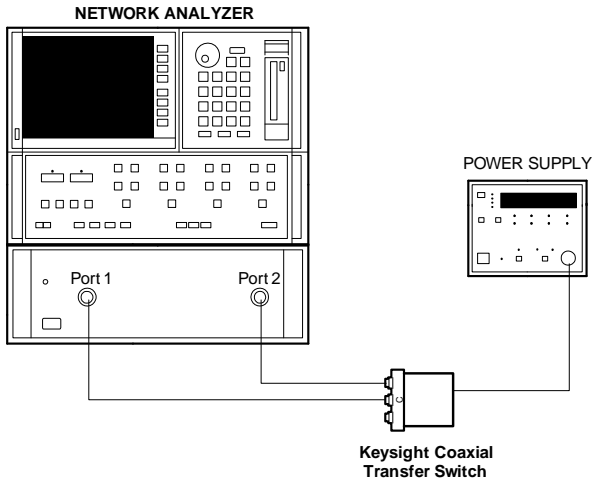 NETWORK ANALYZER
POWER SUPPLY
Port 1
Port 2
C
Keysight Coaxial
Transfer Switch